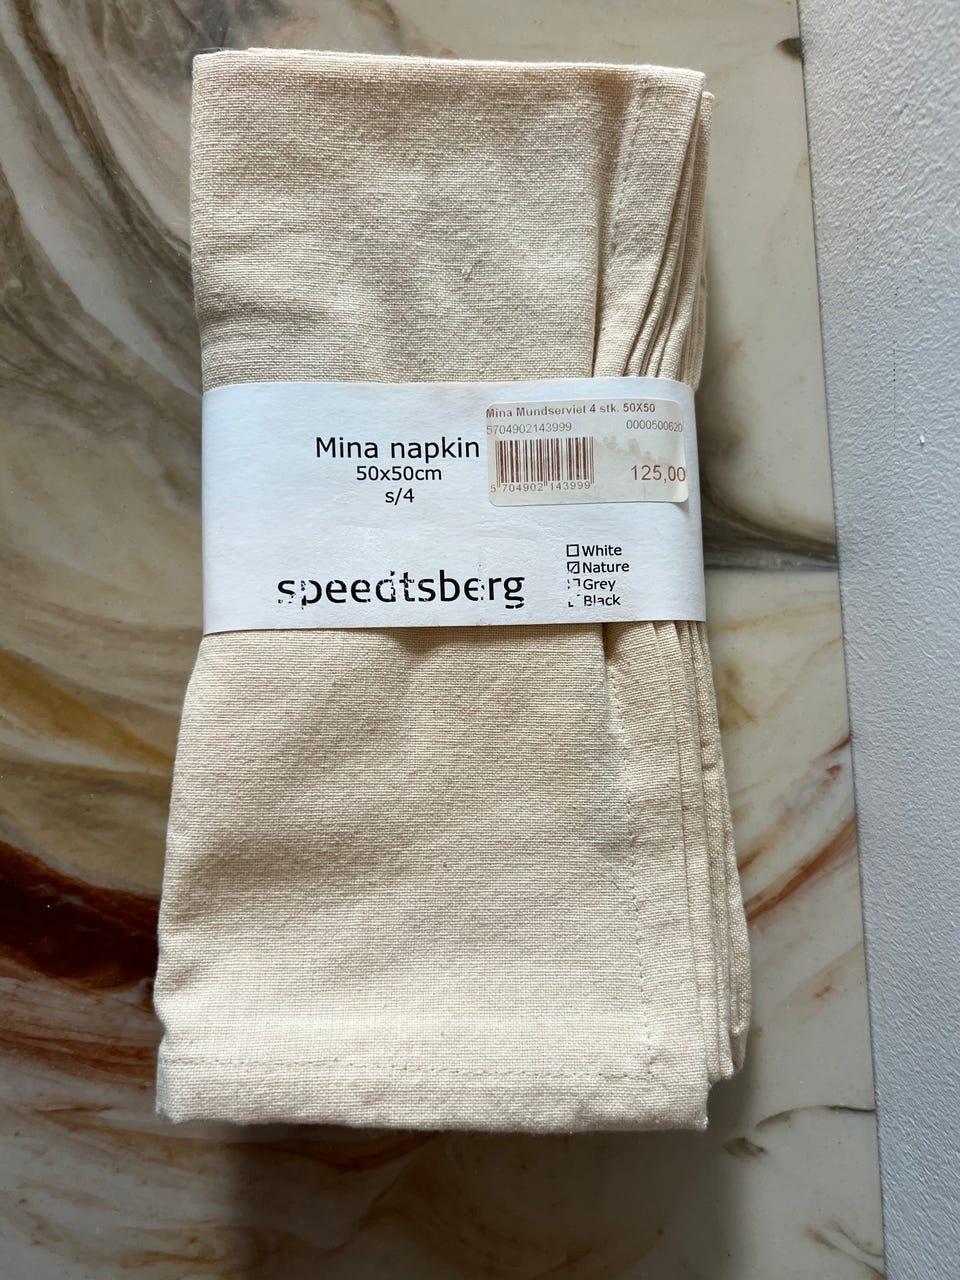 Mina napkin
50x50cm
s/4
Mina Mundserviet 4 stk. 50X50
5704902143999 0000500620
125,00
5 704902 143999
speedtsberg
White
Nature
Grey
Black